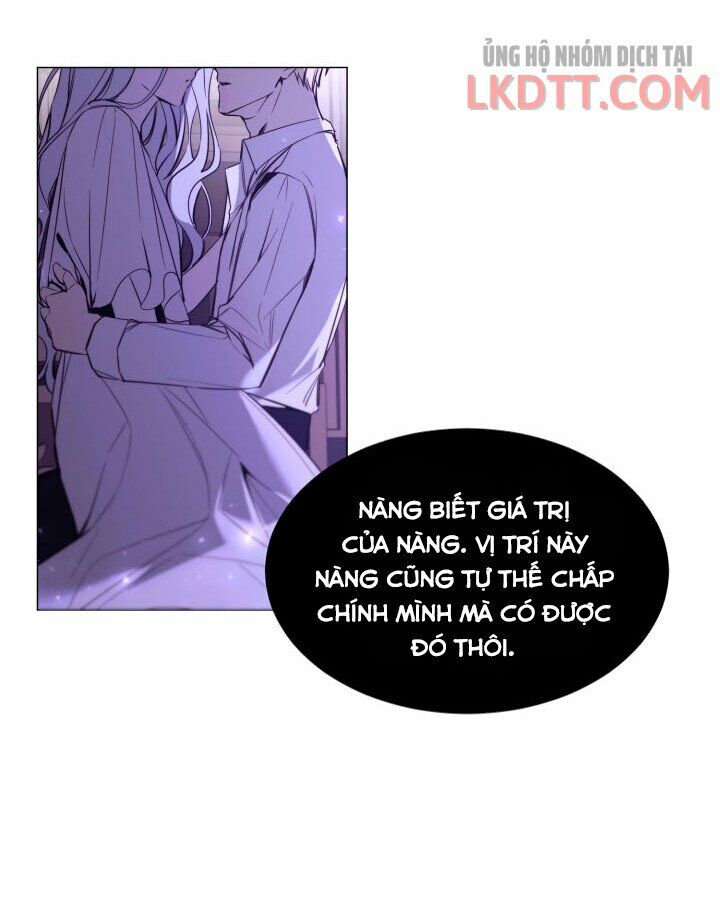 ỦNG HỘ NHÓM DỊCH TẠI
LKDTT.COM
NÀNG BIẾT GIÁ TRỊ
CỦA NÀNG. VỊ TRÍ NÀY
NÀNG CŨNG TỰ THẾ CHẤP
CHÍNH MÌNH MÀ CÓ ĐƯỢC
ĐÓ THÔI.